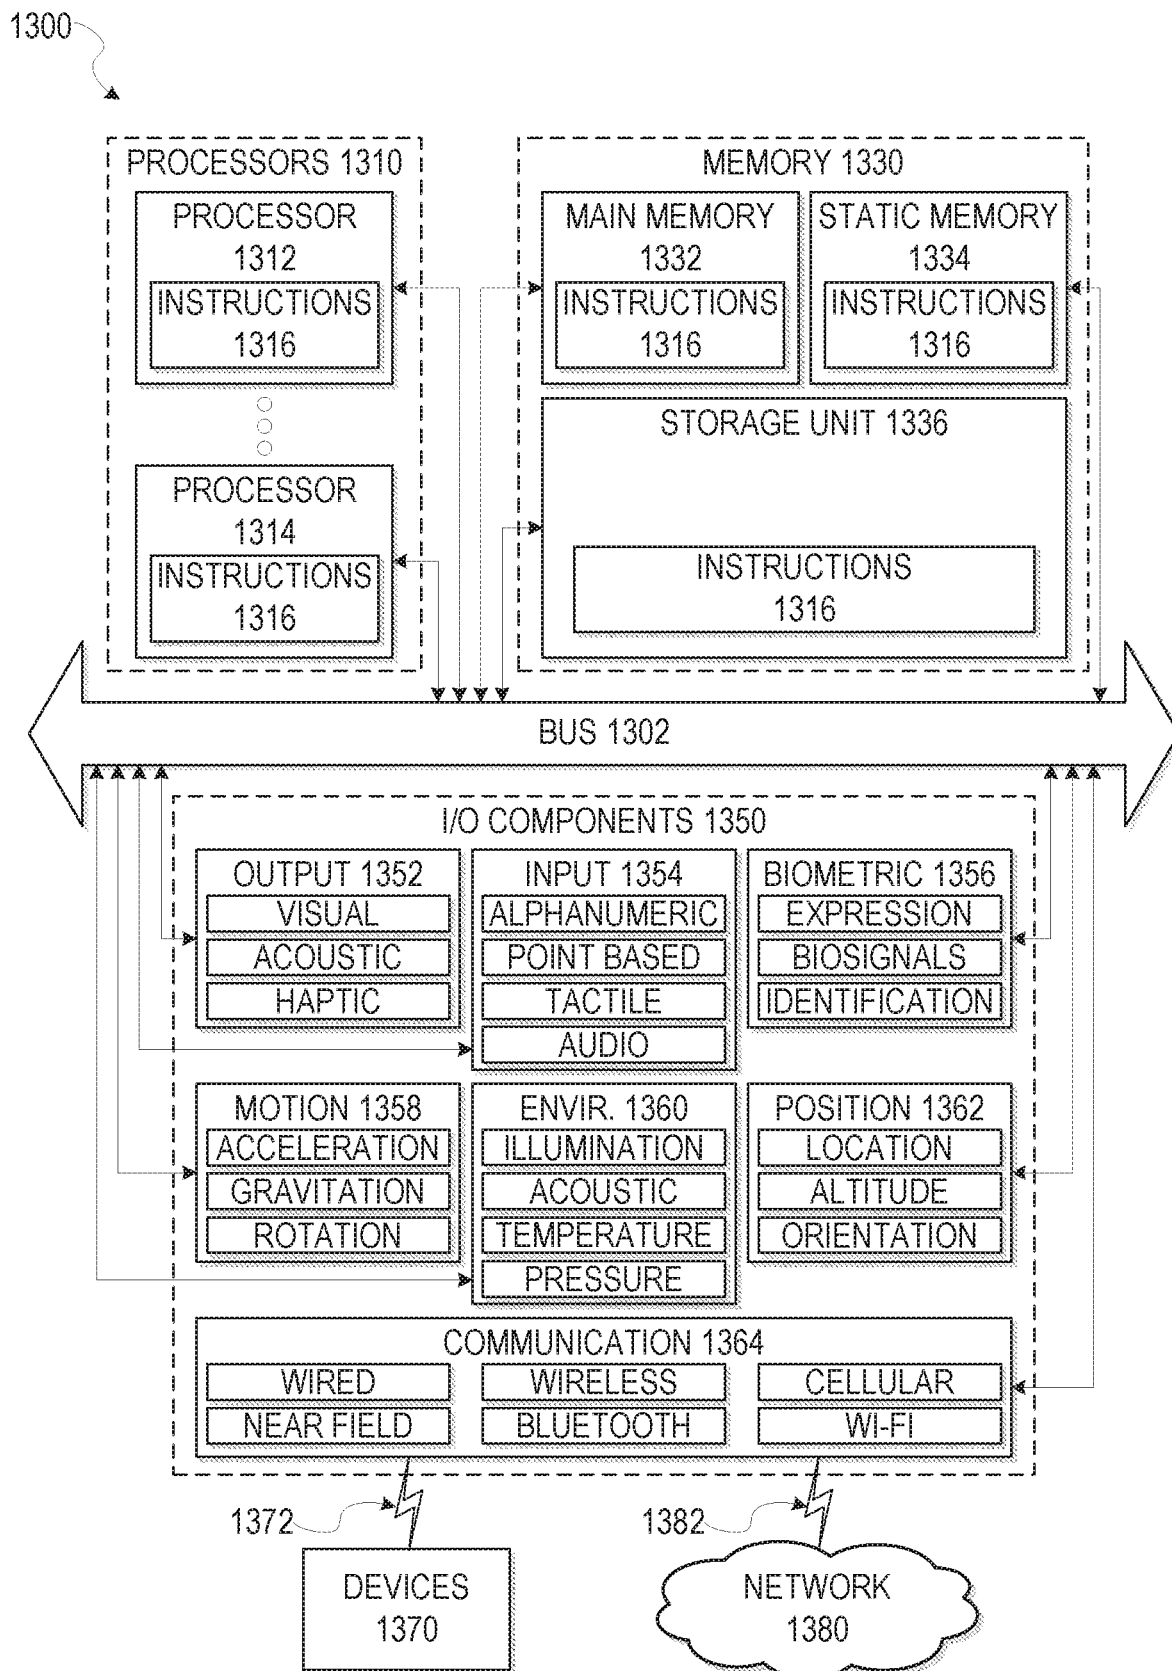 1300
PROCESSORS 1310
PROCESSOR
1312
INSTRUCTIONS
1316
PROCESSOR
1314
INSTRUCTIONS
1316
MEMORY 1330
MAIN MEMORY
1332
INSTRUCTIONS
1316
STATIC MEMORY
1334
INSTRUCTIONS
1316
STORAGE UNIT 1336
INSTRUCTIONS
1316
BUS 1302
I/O COMPONENTS 1350
OUTPUT 1352
VISUAL
ACOUSTIC
HAPTIC
INPUT 1354
ALPHANUMERIC
POINT BASED
TACTILE
AUDIO
BIOMETRIC 1356
EXPRESSION
BIOSIGNALS
IDENTIFICATION
MOTION 1358
ACCELERATION
GRAVITATION
ROTATION
ENVIR. 1360
ILLUMINATION
ACOUSTIC
TEMPERATURE
PRESSURE
POSITION 1362
LOCATION
ALTITUDE
ORIENTATION
COMMUNICATION 1364
WIRED
WIRELESS
CELLULAR
NEAR FIELD
BLUETOOTH
WI-FI
1372
1382
DEVICES
1370
NETWORK
1380